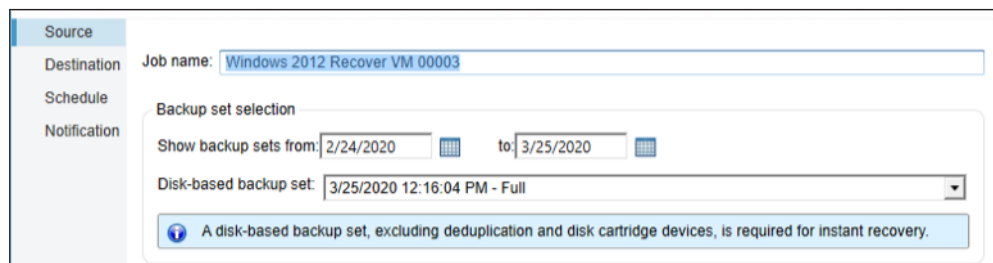 Source
Destination
Schedule
Notification
Job name: Windows 2012 Recover VM 00003
Backup set selection
Show backup sets from: 2/24/2020 to: 3/25/2020
Disk-based backup set: 3/25/2020 12:16:04 PM - Full
A disk-based backup set, excluding deduplication and disk cartridge devices, is required for instant recovery.